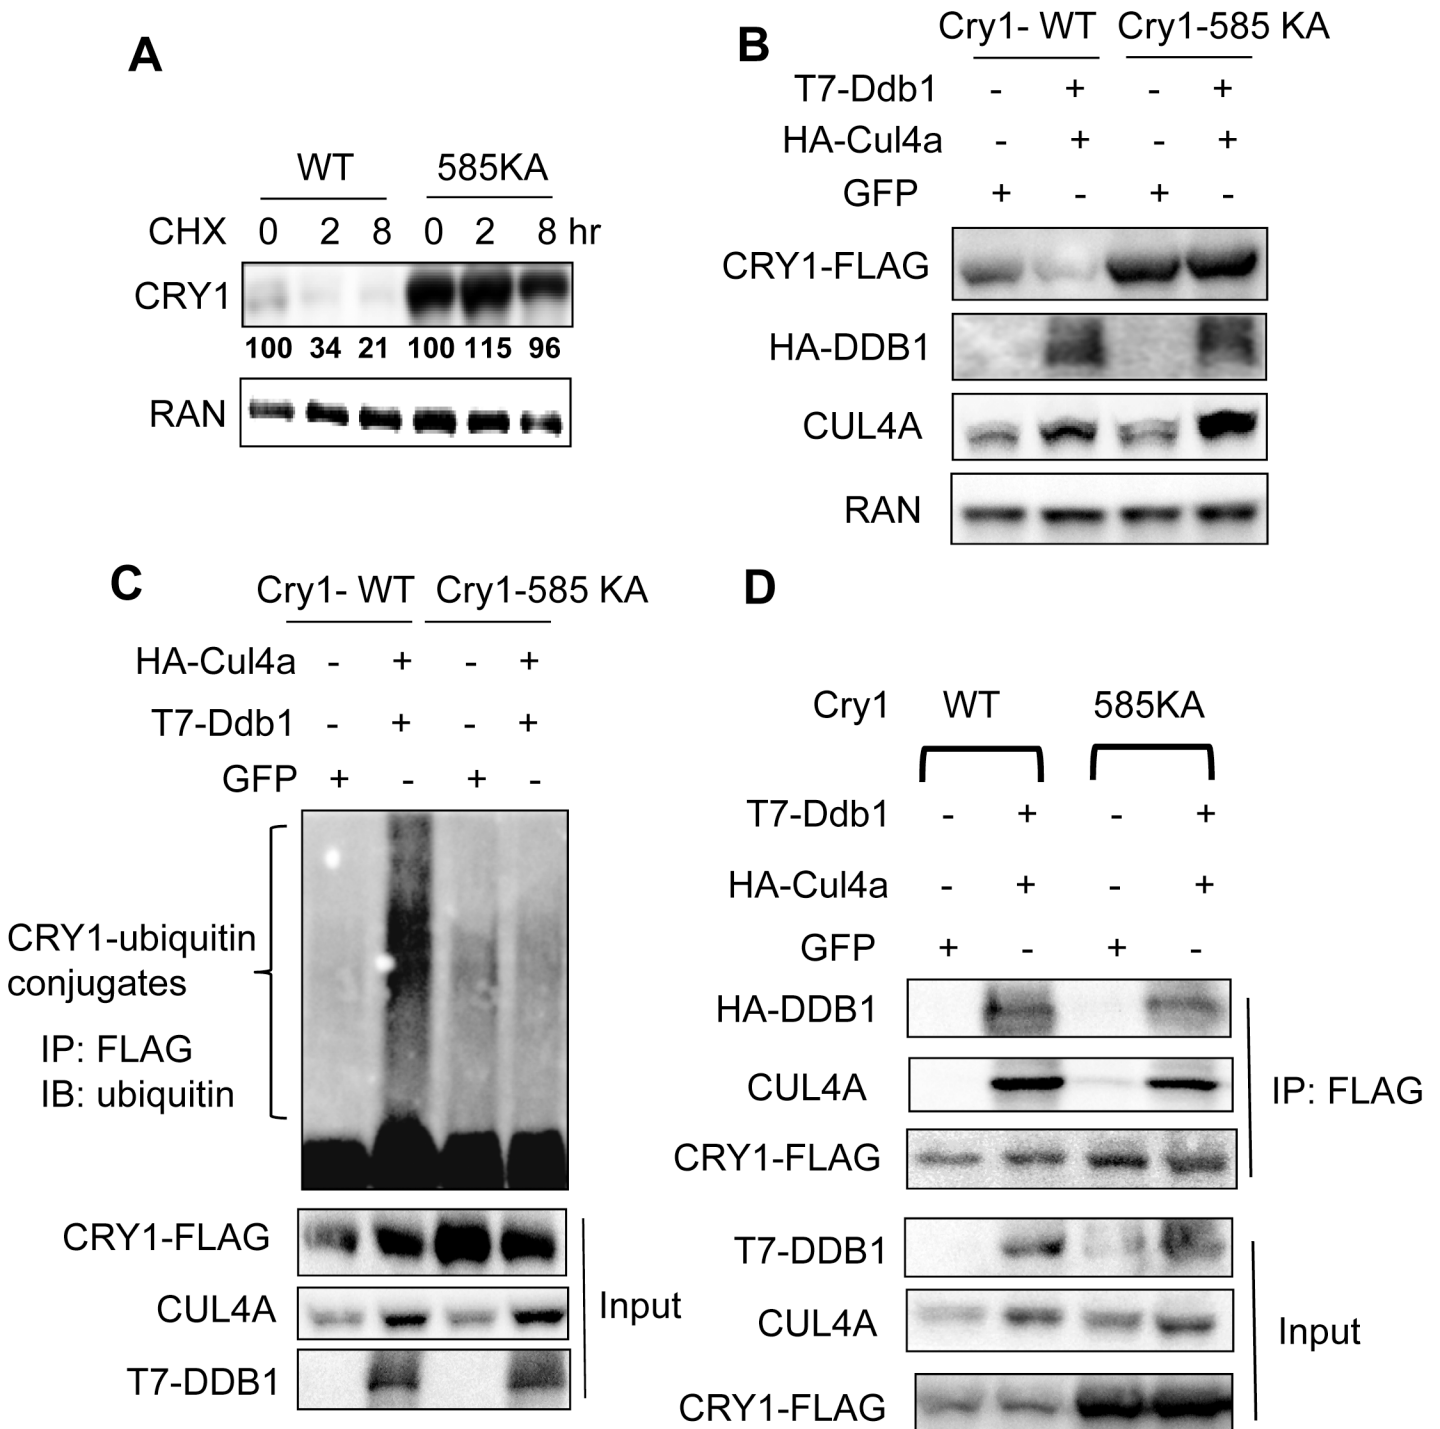 A
WT 585KA
CHX 0 2 8 0 2 8 hr
CRY1
100 34 21 100 115 96
RAN
B
Cry1- WT Cry1-585 KA
T7-Ddb1 - + - +
HA-Cul4a - + - +
GFP + - + -
CRY1-FLAG
HA-DDB1
CUL4A
RAN
C
Cry1- WT Cry1-585 KA
HA-Cul4a - + - +
T7-Ddb1 - + - +
GFP + - + -
CRY1-ubiquitin
conjugates
IP: FLAG
IB: ubiquitin
CRY1-FLAG
CUL4A
T7-DDB1
Input
D
Cry1 WT 585KA
T7-Ddb1 - + - +
HA-Cul4a - + - +
GFP + - + -
HA-DDB1
CUL4A
CRY1-FLAG
IP: FLAG
T7-DDB1
CUL4A
CRY1-FLAG
Input